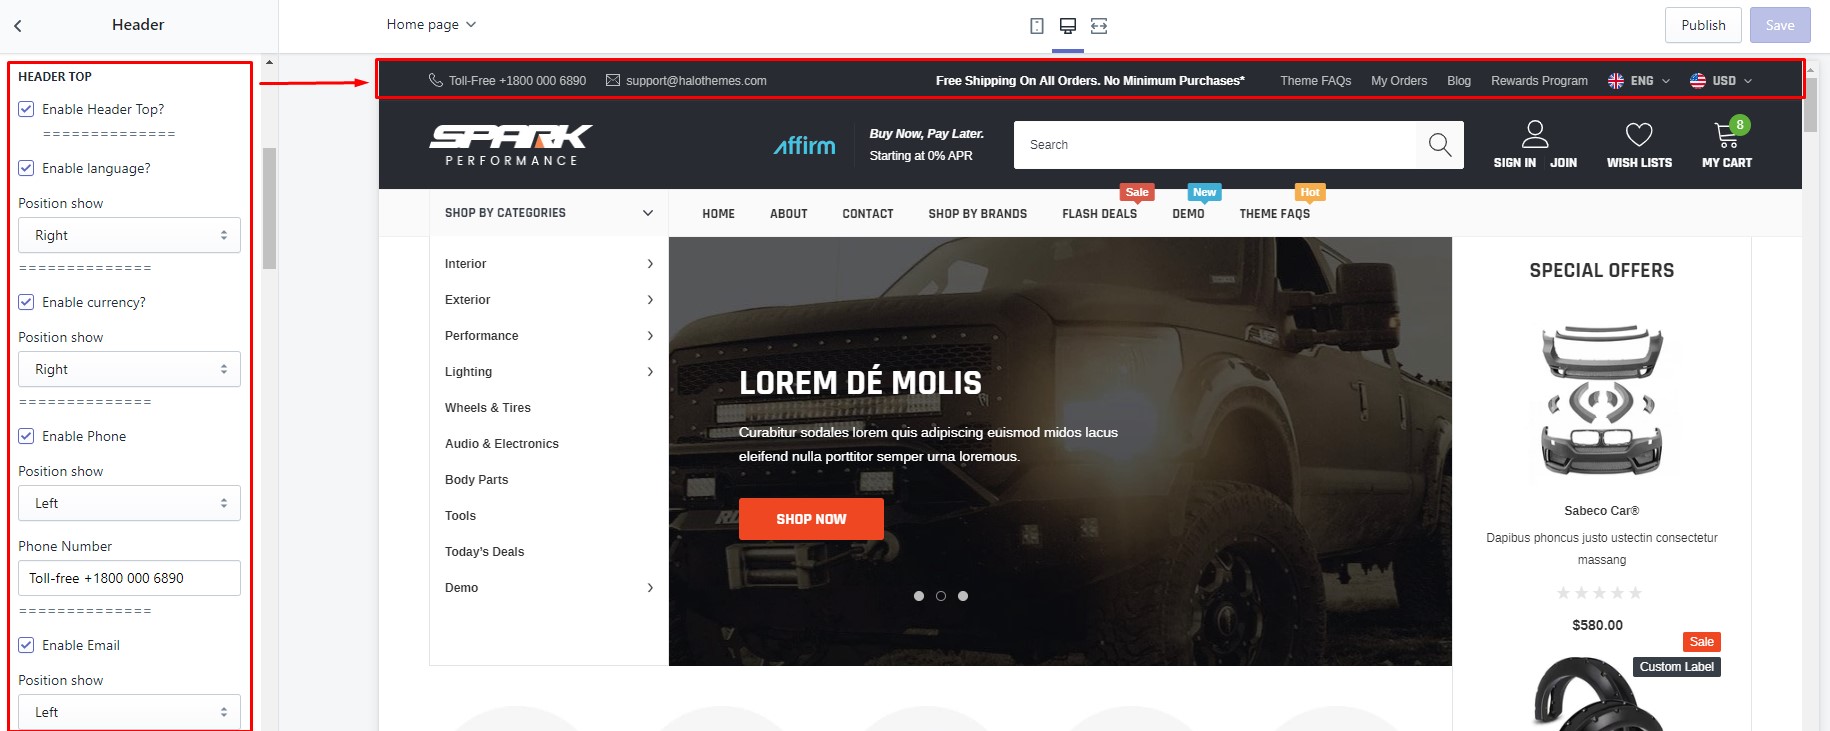 Header
Home page
Publish
Save
HEADER TOP
Enable Header Top?
==============
Enable language?
Position show
Right
==============
Enable currency?
Position show
Right
==============
Enable Phone
Position show
Left
Phone Number
Toll-free +1800 000 6890
==============
Enable Email
Position show
Left
Toll-Free +1800 000 6890
support@halothemes.com
Free Shipping On All Orders. No Minimum Purchases*
Theme FAQs
My Orders
Blog
Rewards Program
ENG
USD
SPARK
PERFORMANCE
affirm
Buy Now, Pay Later.
Starting at 0% APR
Search
SIGN IN
JOIN
WISH LISTS
8
MY CART
SHOP BY CATEGORIES
HOME
ABOUT
CONTACT
SHOP BY BRANDS
Sale
FLASH DEALS
New
DEMO
Hot
THEME FAQS
Interior
Exterior
Performance
Lighting
Wheels & Tires
Audio & Electronics
Body Parts
Tools
Today's Deals
Demo
LOREM DÉ MOLIS
Curabitur sodales lorem quis adipiscing euismod midos lacus
eleifend nulla porttitor semper urna loremous.
SHOP NOW
SPECIAL OFFERS
Sabeco Car®
Dapibus phoncus justo ustectin consectetur
massang
$580.00
Sale
Custom Label